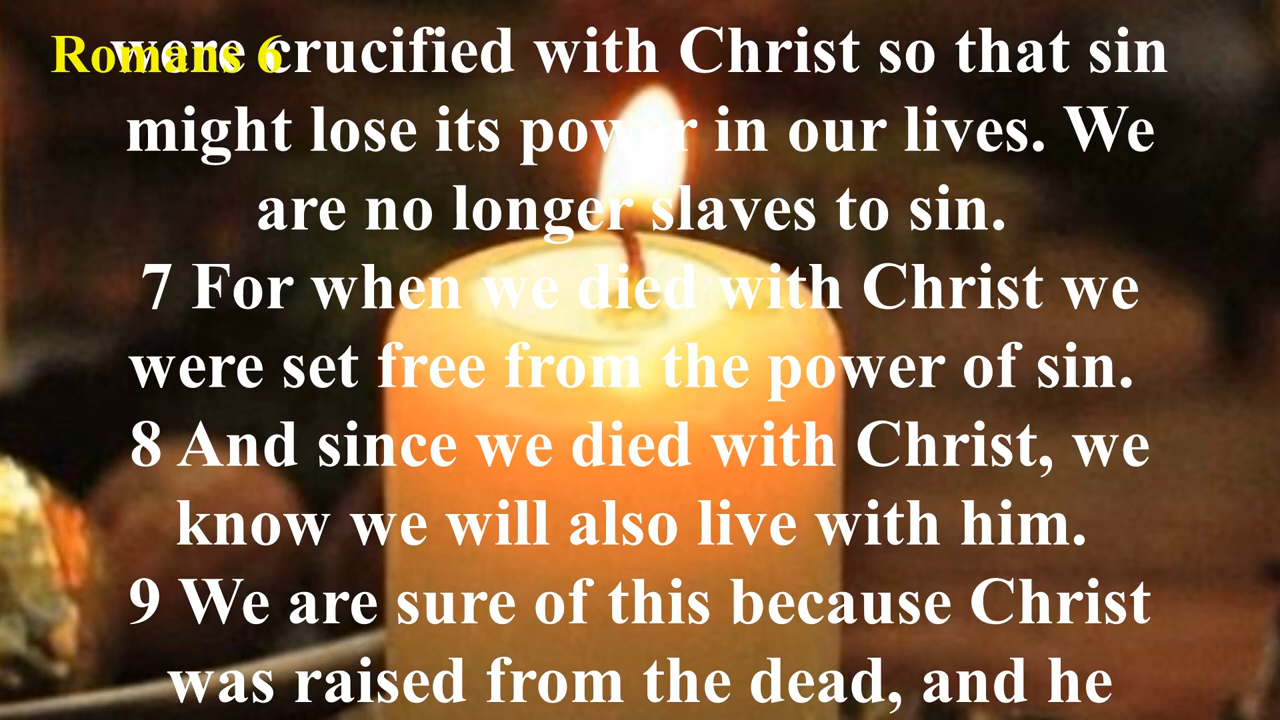 Romans 6
were crucified with Christ so that sin
might lose its power in our lives. We
are no longer slaves to sin.
7 For when we died with Christ we
were set free from the power of sin.
8 And since we died with Christ, we
know we will also live with him.
9 We are sure of this because Christ
was raised from the dead, and he